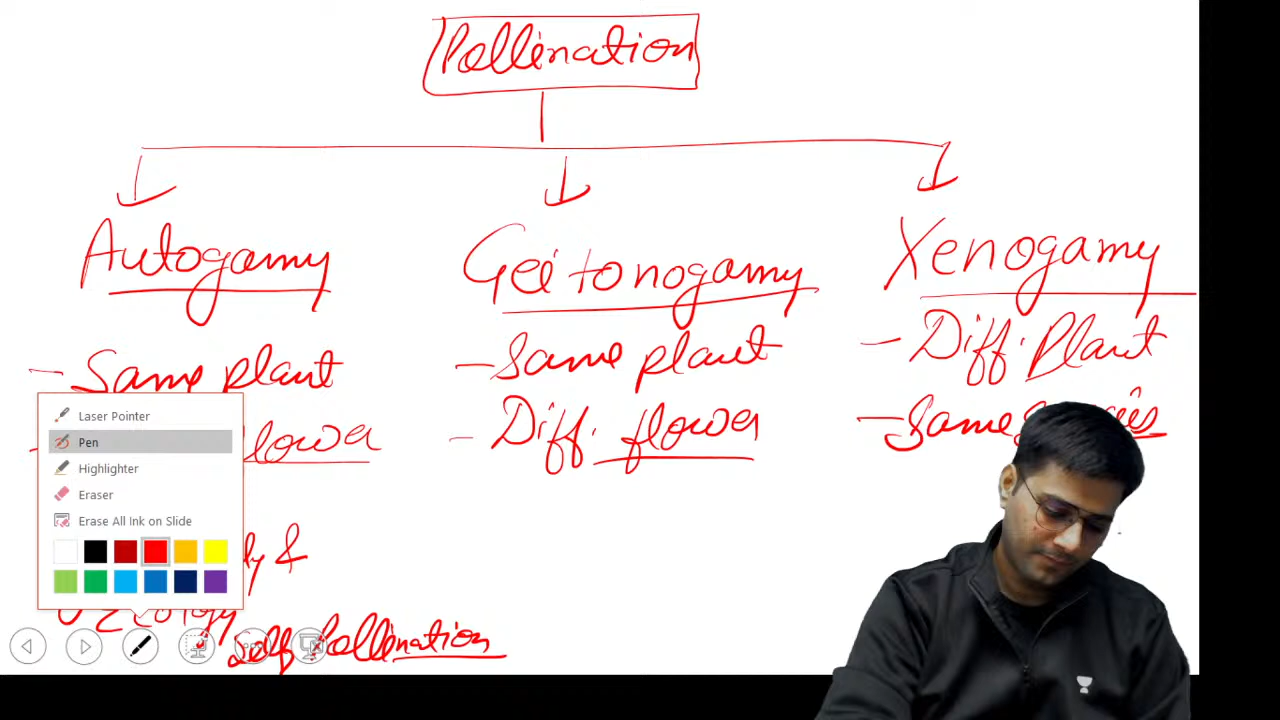 Pollination
Autogamy
Geitonogamy
Xenogamy
- Same plant
- Same plant
- Diff. Plant
flower
- Diff. flower
- Same
Laser Pointer
Pen
Highlighter
Eraser
Erase All Ink on Slide
&
Self Pollination